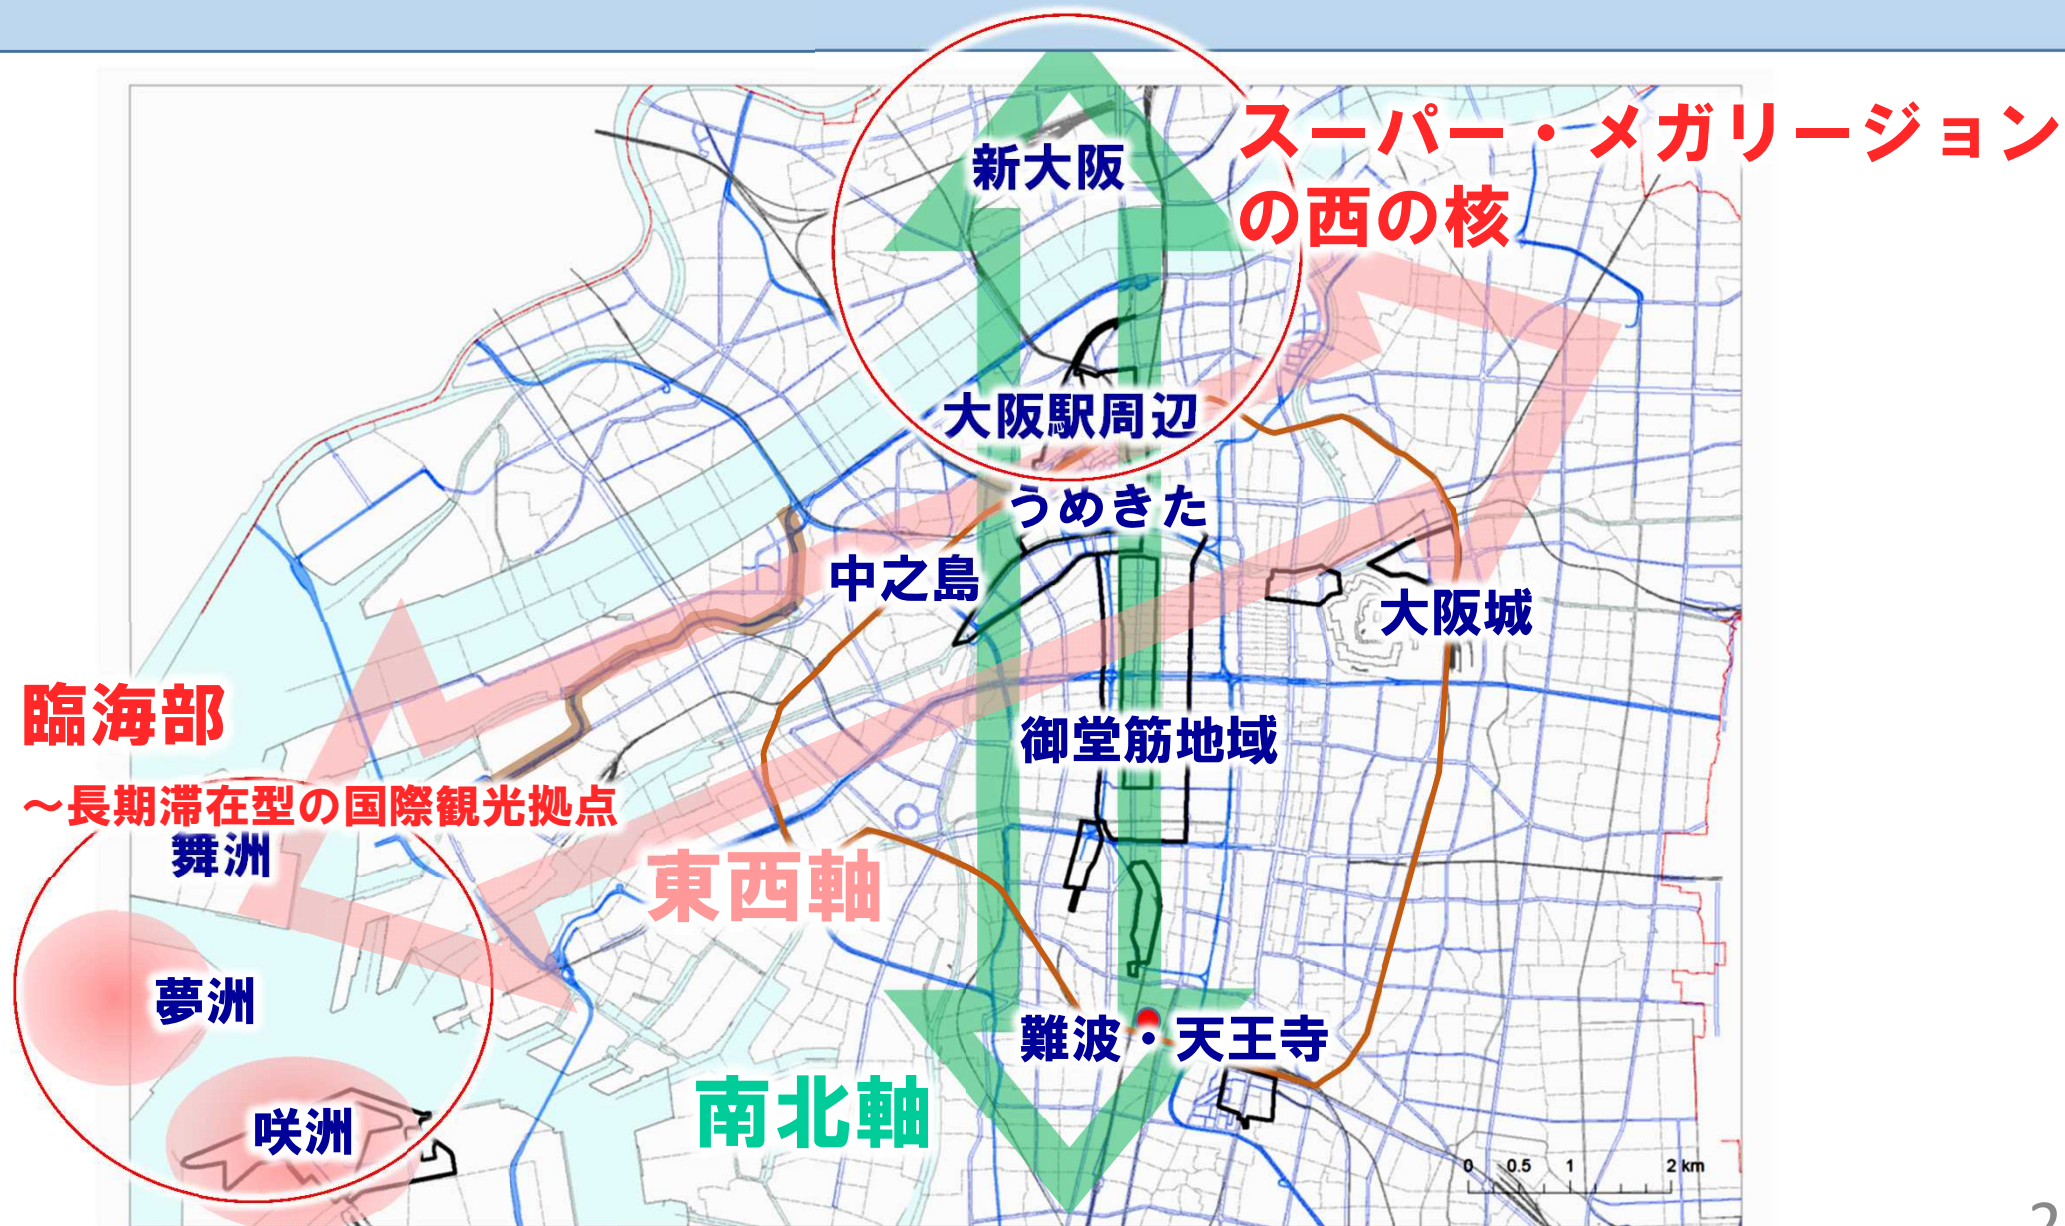 スーパー・メガリージョン
の西の核
新大阪
大阪駅周辺
うめきた
中之島
大阪城
臨海部
御堂筋地域
～長期滞在型の国際観光拠点
舞洲
東西軸
夢洲
難波・天王寺
南北軸
咲洲
0 0.5 1 2 km
2